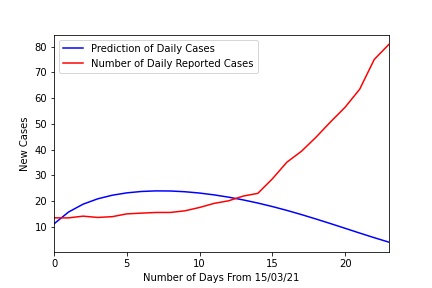 Prediction of Daily Cases
Number of Daily Reported Cases
80
70
60
50
40
30
20
10
New Cases
0 5 10 15 20
Number of Days From 15/03/21